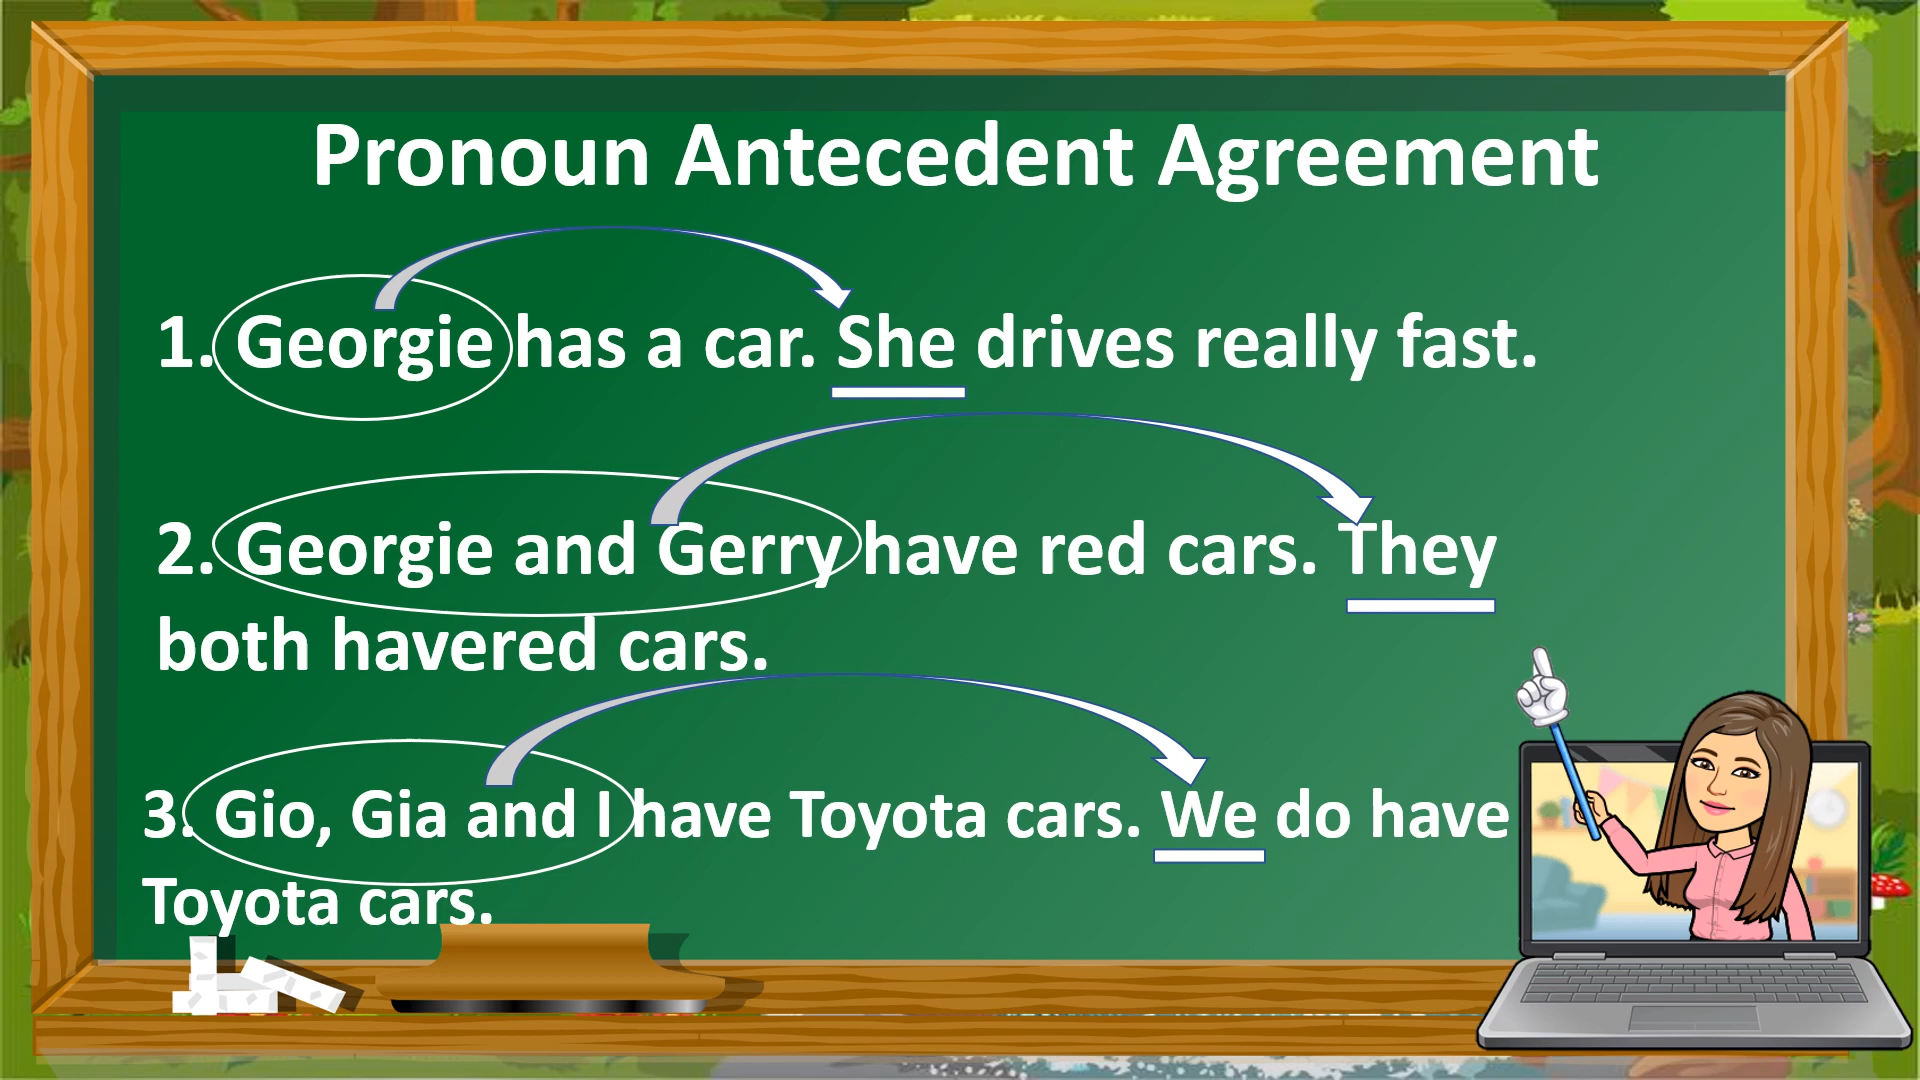 Pronoun Antecedent Agreement
1. Georgie has a car. She drives really fast.
2. Georgie and Gerry have red cars. They
both havered cars.
3. Gio, Gia and I have Toyota cars. We do have
Toyota cars.